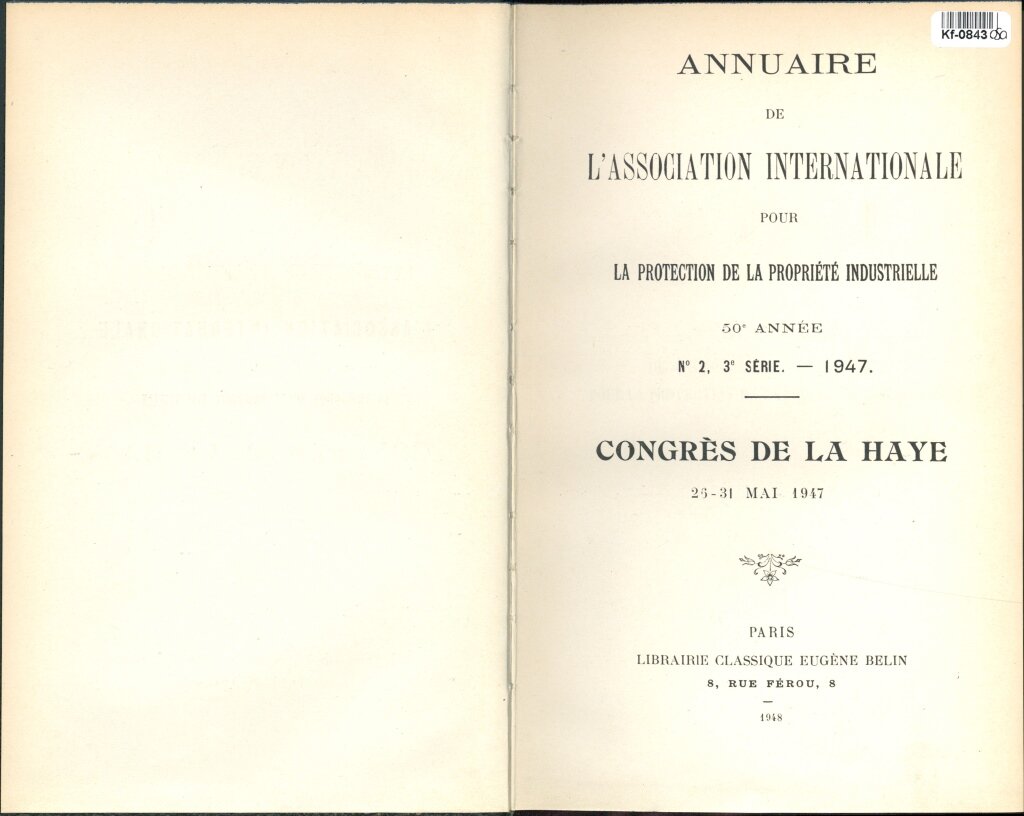 Kf-0843
ANNUAIRE
DE
L'ASSOCIATION INTERNATIONALE
POUR
LA PROTECTION DE LA PROPRIÉTÉ INDUSTRIELLE
50e ANNÉE
No 2, 3e SÉRIE. — 1947.
CONGRÈS DE LA HAYE
26-31 MAI 1947
PARIS
LIBRAIRIE CLASSIQUE EUGÈNE BELIN
8, RUE FÉROU, 8
1948